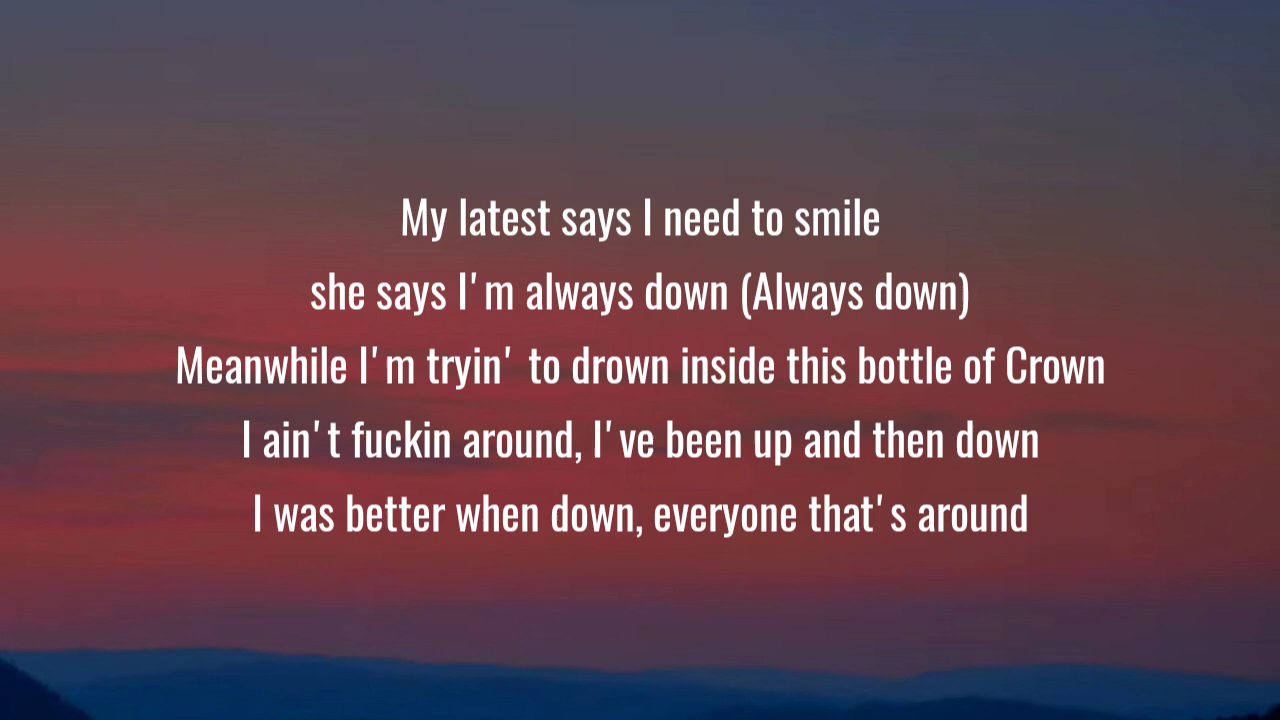 My latest says I need to smile
she says I'm always down (Always down)
Meanwhile I'm tryin' to drown inside this bottle of Crown
I ain't fuckin around, I've been up and then down
I was better when down, everyone that's around